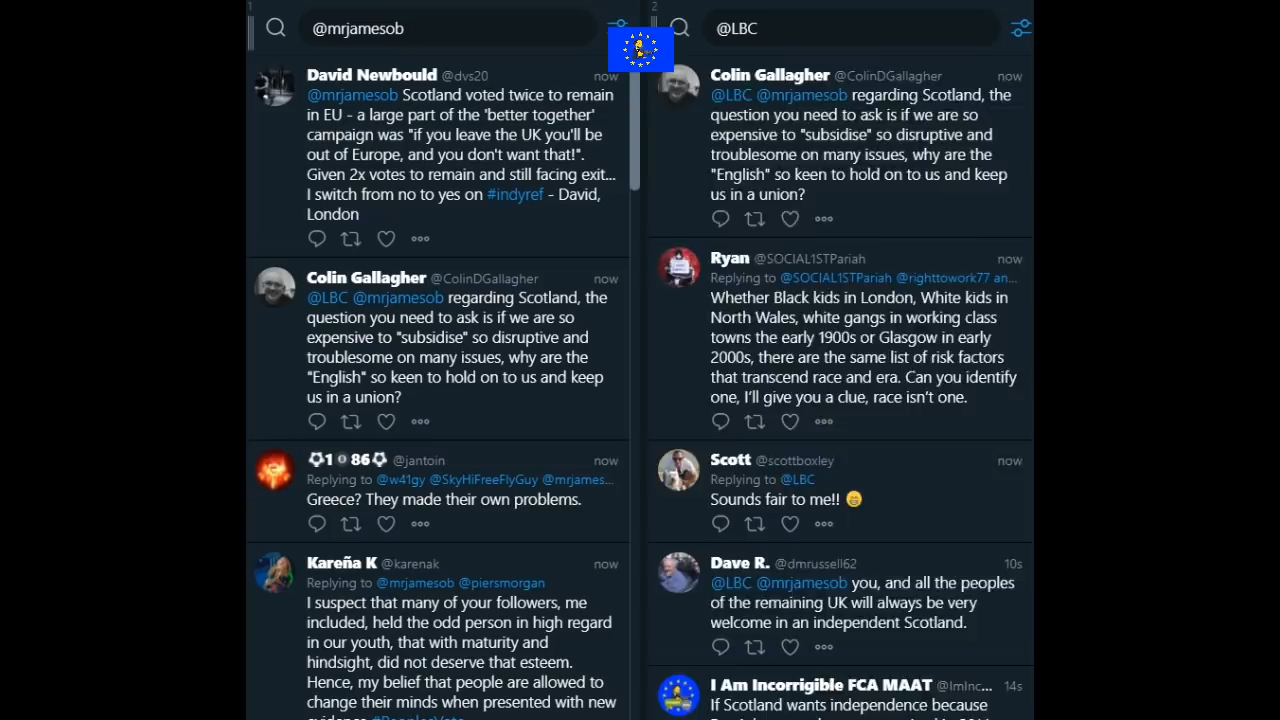 1
@mrjamesob
David Newbould @dvs20 now
@mrjamesob Scotland voted twice to remain
in EU - a large part of the 'better together'
campaign was "if you leave the UK you'll be
out of Europe, and you don't want that!".
Given 2x votes to remain and still facing exit...
I switch from no to yes on #indyref - David,
London
Colin Gallagher @ColinDGallagher now
@LBC @mrjamesob regarding Scotland, the
question you need to ask is if we are so
expensive to "subsidise" so disruptive and
troublesome on many issues, why are the
"English" so keen to hold on to us and keep
us in a union?
⚽1🏵86⚽ @jantoin now
Replying to @w41gy @SkyHiFreeFlyGuy @mrjames...
Greece? They made their own problems.
Kareña K @karenak now
Replying to @mrjamesob @piersmorgan
I suspect that many of your followers, me
included, held the odd person in high regard
in our youth, that with maturity and
hindsight, did not deserve that esteem.
Hence, my belief that people are allowed to
change their minds when presented with new
2
@LBC
Colin Gallagher @ColinDGallagher now
@LBC @mrjamesob regarding Scotland, the
question you need to ask is if we are so
expensive to "subsidise" so disruptive and
troublesome on many issues, why are the
"English" so keen to hold on to us and keep
us in a union?
Ryan @SOCIAL1STPariah now
Replying to @SOCIAL1STPariah @righttowork77 an...
Whether Black kids in London, White kids in
North Wales, white gangs in working class
towns the early 1900s or Glasgow in early
2000s, there are the same list of risk factors
that transcend race and era. Can you identify
one, I'll give you a clue, race isn't one.
Scott @scottboxley now
Replying to @LBC
Sounds fair to me!! 😁
Dave R. @dmrussell62 10s
@LBC @mrjamesob you, and all the peoples
of the remaining UK will always be very
welcome in an independent Scotland.
I Am Incorrigible FCA MAAT @ImInc... 14s
If Scotland wants independence because